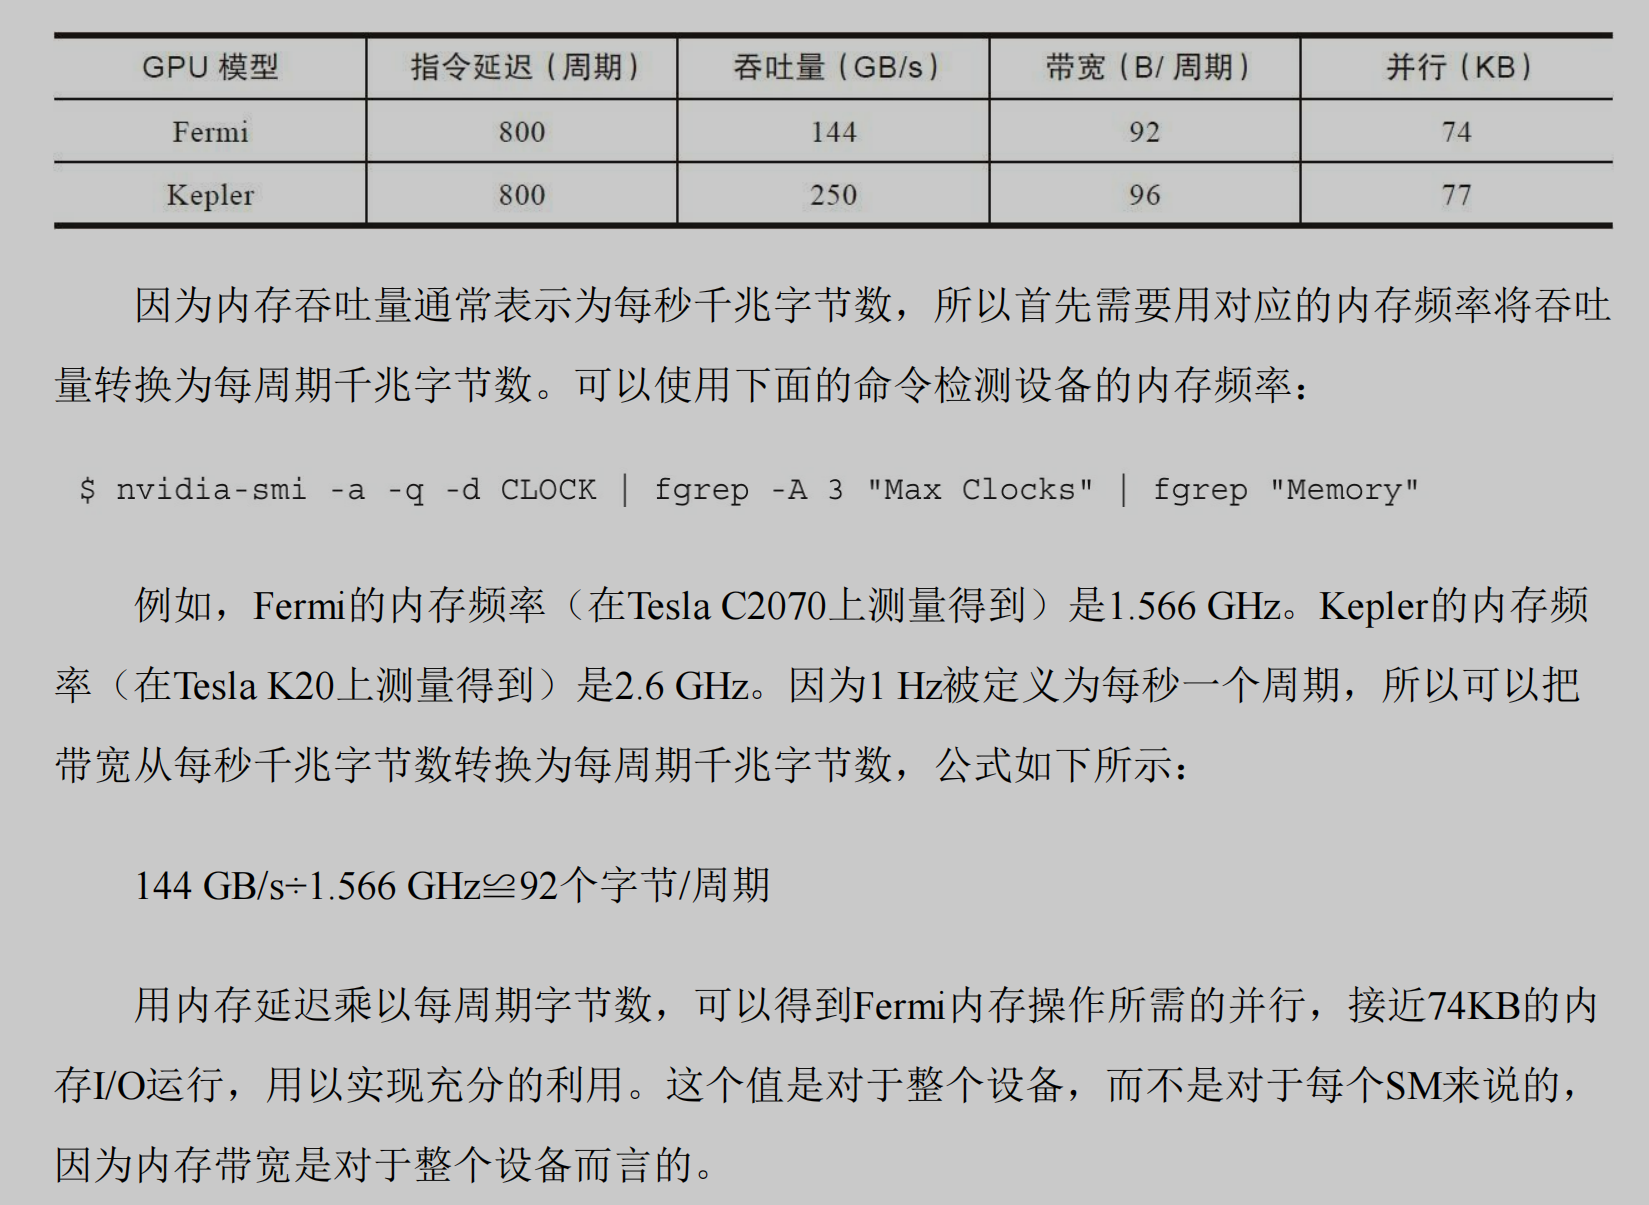 GPU 模型 指令延迟（周期） 吞吐量（GB/s） 带宽（B/ 周期） 并行（KB）
Fermi 800 144 92 74
Kepler 800 250 96 77
因为内存吞吐量通常表示为每秒千兆字节数，所以首先需要用对应的内存频率将吞吐
量转换为每周期千兆字节数。可以使用下面的命令检测设备的内存频率：
$ nvidia-smi -a -q -d CLOCK | fgrep -A 3 "Max Clocks" | fgrep "Memory"
例如，Fermi的内存频率（在Tesla C2070上测量得到）是1.566 GHz。Kepler的内存频
率（在Tesla K20上测量得到）是2.6 GHz。因为1 Hz被定义为每秒一个周期，所以可以把
带宽从每秒千兆字节数转换为每周期千兆字节数，公式如下所示：
144 GB/s÷1.566 GHz≌92个字节/周期
用内存延迟乘以每周期字节数，可以得到Fermi内存操作所需的并行，接近74KB的内
存I/O运行，用以实现充分的利用。这个值是对于整个设备，而不是对于每个SM来说的，
因为内存带宽是对于整个设备而言的。